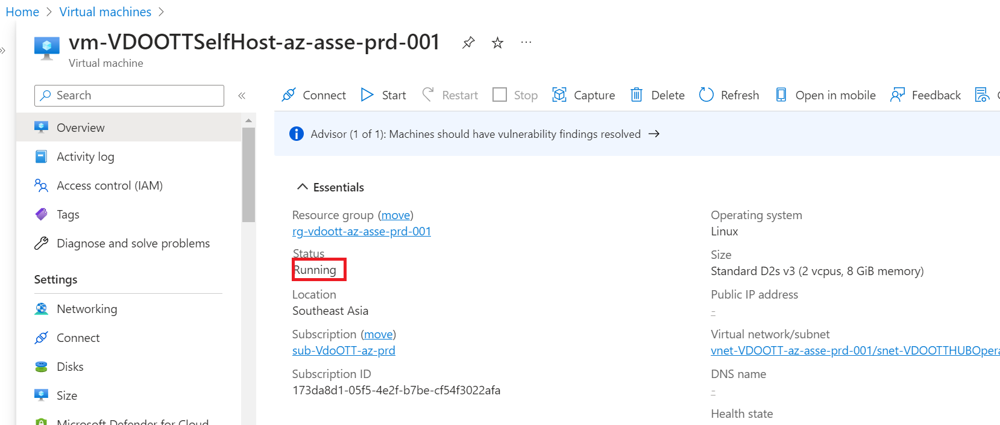 Home > Virtual machines >
vm-VDOOTTSelfHost-az-asse-prd-001
Virtual machine
Search
Connect
Start
Restart
Stop
Capture
Delete
Refresh
Open in mobile
Feedback
Overview
Activity log
Access control (IAM)
Tags
Diagnose and solve problems
Settings
Networking
Connect
Disks
Size
Microsoft Defender for Cloud
Advisor (1 of 1): Machines should have vulnerability findings resolved →
Essentials
Resource group (move)
rg-vdoott-az-asse-prd-001
Status
Running
Location
Southeast Asia
Subscription (move)
sub-VdoOTT-az-prd
Subscription ID
173da8d1-05f5-4e2f-b7be-cf54f3022afa
Operating system
Linux
Size
Standard D2s v3 (2 vcpus, 8 GiB memory)
Public IP address
-
Virtual network/subnet
vnet-VDOOTT-az-asse-prd-001/snet-VDOOTTHUBOpera
DNS name
-
Health state